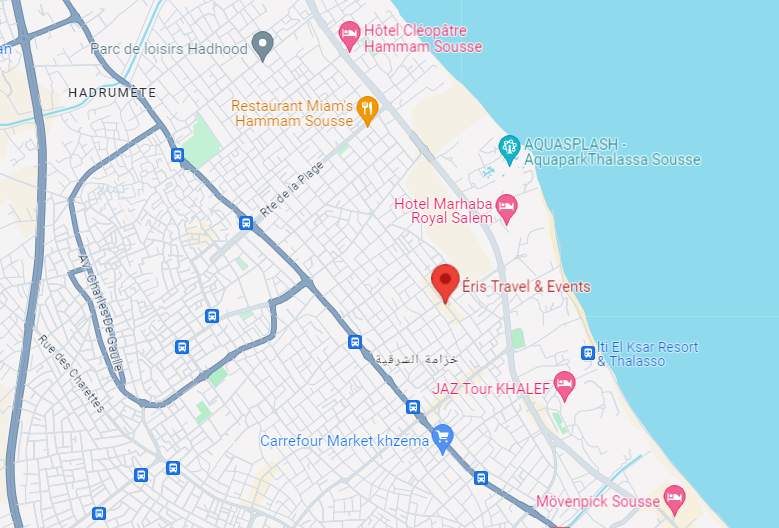 Hôtel Cléopâtre
Hammam Sousse
Parc de loisirs Hadhood
an
HADRUMÈTE
Restaurant Miam's
Hammam Sousse
AQUASPLASH -
AquaparkThalassa Sousse
Rte de la Plage
Hotel Marhaba
Royal Salem
Éris Travel & Events
Av. Charles De Gaulle
Rue des Charettes
خزامة الشرقية
Iti El Ksar Resort
& Thalasso
JAZ Tour KHALEF
Carrefour Market khzema
Mövenpick Sousse